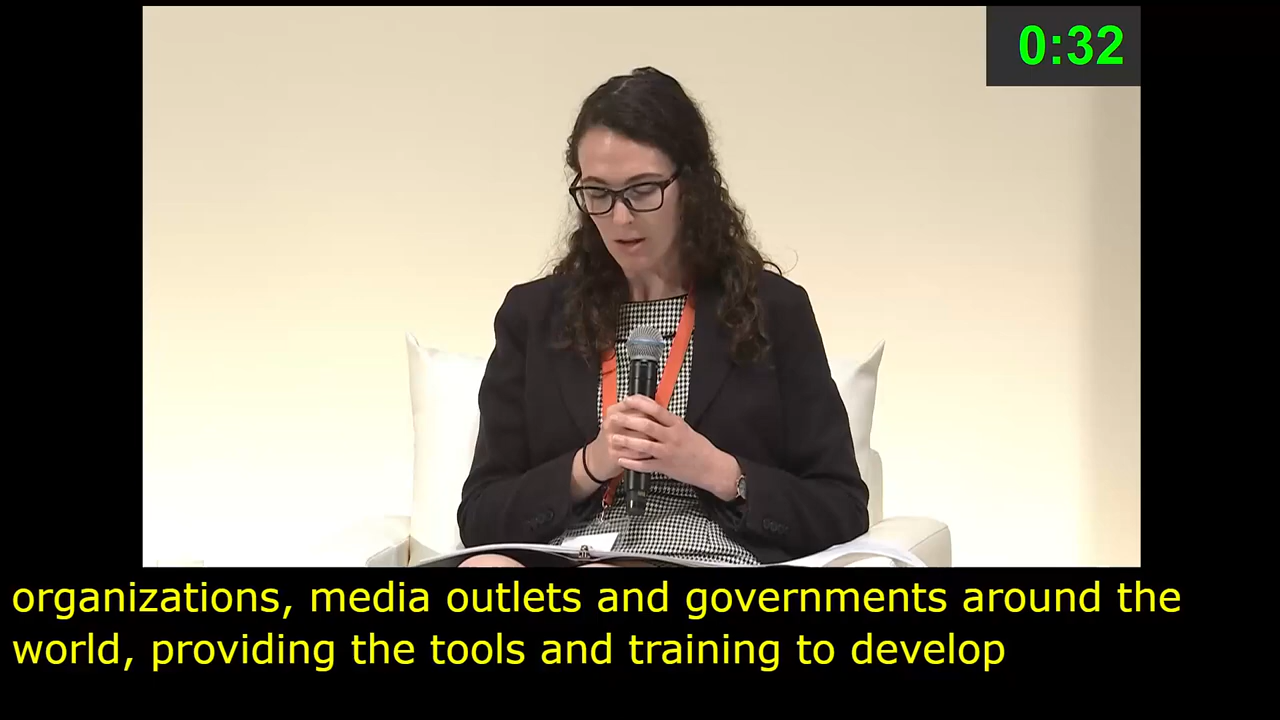 0:32
organizations, media outlets and governments around the
world, providing the tools and training to develop